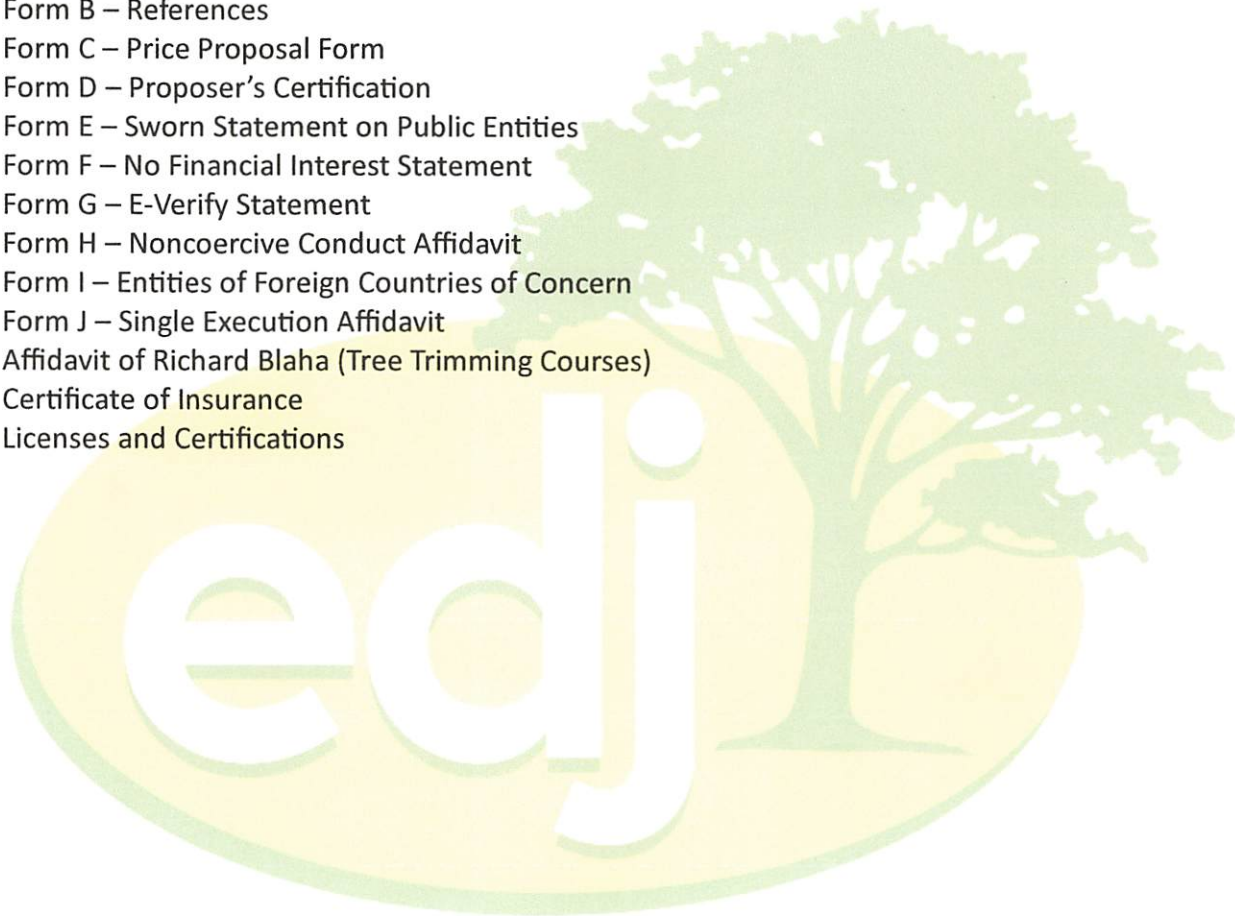 Form B – References
Form C – Price Proposal Form
Form D – Proposer's Certification
Form E – Sworn Statement on Public Entities
Form F – No Financial Interest Statement
Form G – E-Verify Statement
Form H – Noncoercive Conduct Affidavit
Form I – Entities of Foreign Countries of Concern
Form J – Single Execution Affidavit
Affidavit of Richard Blaha (Tree Trimming Courses)
Certificate of Insurance
Licenses and Certifications
edj